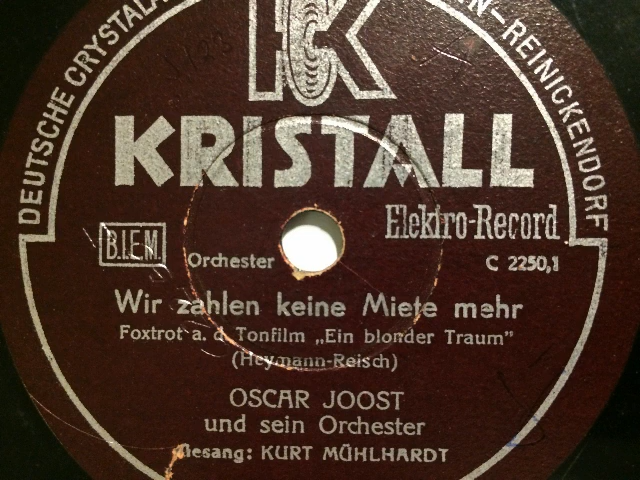 DEUTSCHE CRYSTALA
N-REINICKENDORF
K
KRISTALL
Elektro-Record
B.I.E.M.
Orchester
C 2250,1
Wir zahlen keine Miete mehr
Foxtrot a. d. Tonfilm „Ein blonder Traum"
(Heymann-Reisch)
OSCAR JOOST
und sein Orchester
Gesang: KURT MÜHLHARDT